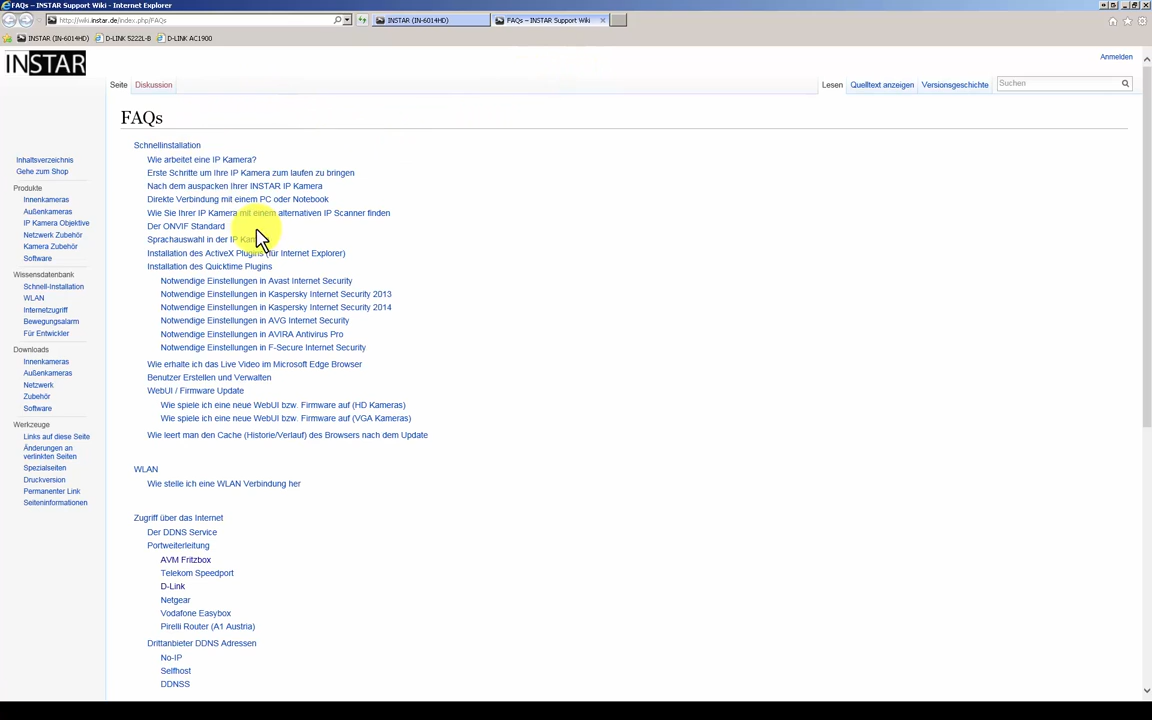 FAQs – INSTAR Support Wiki - Internet Explorer
http://wiki.instar.de/index.php/FAQs
INSTAR (IN-6014HD)
FAQs – INSTAR Support Wiki
INSTAR (IN-6014HD) D-LINK 5222L-B D-LINK AC1900
INSTAR
Anmelden
Seite Diskussion Lesen Quelltext anzeigen Versionsgeschichte Suchen
FAQs
Inhaltsverzeichnis
Gehe zum Shop
Produkte
Innenkameras
Außenkameras
IP Kamera Objektive
Netzwerk Zubehör
Kamera Zubehör
Software
Wissensdatenbank
Schnell-Installation
WLAN
Internetzugriff
Bewegungsalarm
Für Entwickler
Downloads
Innenkameras
Außenkameras
Netzwerk
Zubehör
Software
Werkzeuge
Links auf diese Seite
Änderungen an
verlinkten Seiten
Spezialseiten
Druckversion
Permanenter Link
Seiteninformationen
Schnellinstallation
Wie arbeitet eine IP Kamera?
Erste Schritte um Ihre IP Kamera zum laufen zu bringen
Nach dem auspacken Ihrer INSTAR IP Kamera
Direkte Verbindung mit einem PC oder Notebook
Wie Sie Ihrer IP Kamera mit einem alternativen IP Scanner finden
Der ONVIF Standard
Sprachauswahl in der IP
Installation des ActiveX Plugins (für Internet Explorer)
Installation des Quicktime Plugins
Notwendige Einstellungen in Avast Internet Security
Notwendige Einstellungen in Kaspersky Internet Security 2013
Notwendige Einstellungen in Kaspersky Internet Security 2014
Notwendige Einstellungen in AVG Internet Security
Notwendige Einstellungen in AVIRA Antivirus Pro
Notwendige Einstellungen in F-Secure Internet Security
Wie erhalte ich das Live Video im Microsoft Edge Browser
Benutzer Erstellen und Verwalten
WebUI / Firmware Update
Wie spiele ich eine neue WebUI bzw. Firmware auf (HD Kameras)
Wie spiele ich eine neue WebUI bzw. Firmware auf (VGA Kameras)
Wie leert man den Cache (Historie/Verlauf) des Browsers nach dem Update
WLAN
Wie stelle ich eine WLAN Verbindung her
Zugriff über das Internet
Der DDNS Service
Portweiterleitung
AVM Fritzbox
Telekom Speedport
D-Link
Netgear
Vodafone Easybox
Pirelli Router (A1 Austria)
Drittanbieter DDNS Adressen
No-IP
Selfhost
DDNSS